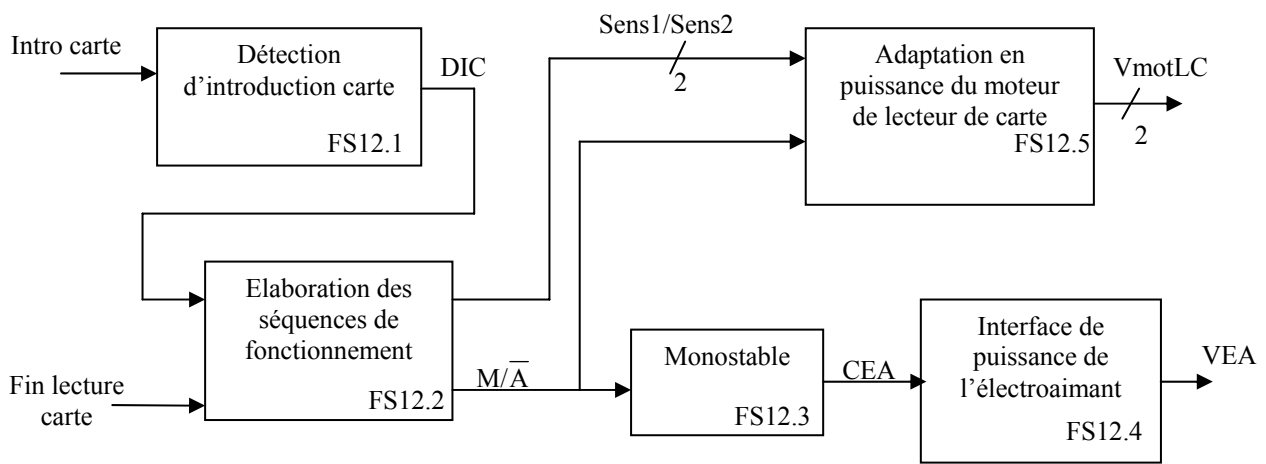 Intro carte
Détection
d'introduction carte
FS12.1
DIC
Sens1/Sens2
2
Adaptation en
puissance du moteur
de lecteur de carte
FS12.5
VmotLC
2
Elaboration des
séquences de
fonctionnement
FS12.2
Fin lecture
carte
M/A̅
Monostable
FS12.3
CEA
Interface de
puissance de
l'électroaimant
FS12.4
VEA